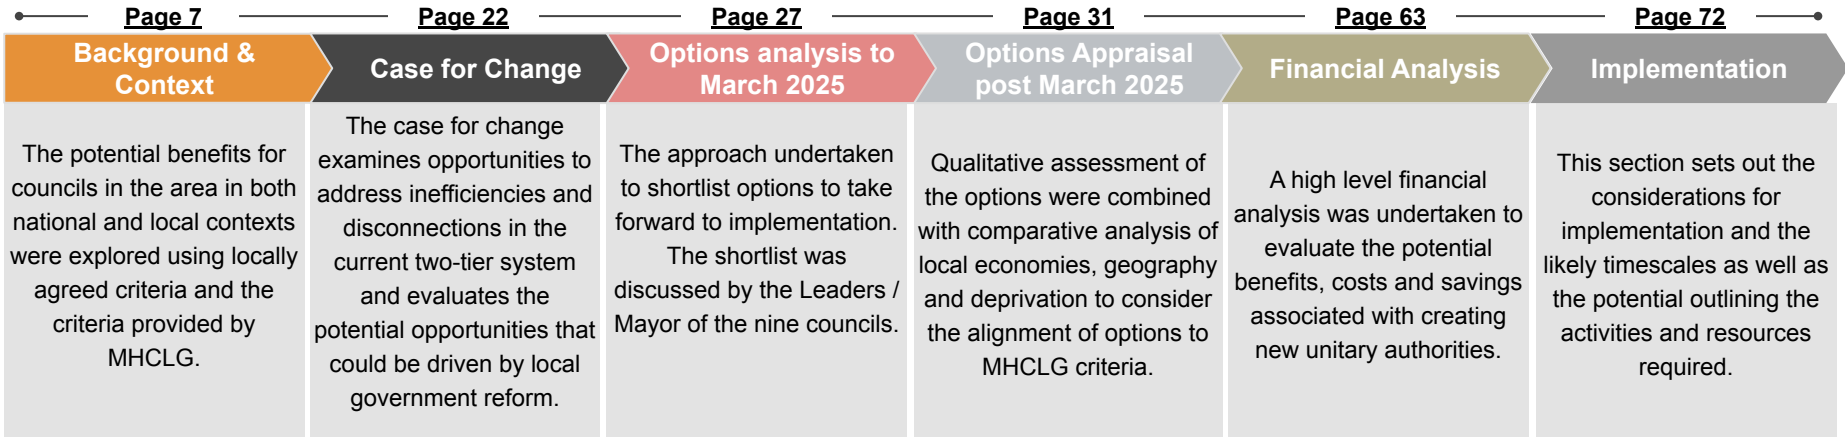 Page 7
Page 22
Page 27
Page 31
Page 63
Page 72
Background &
Context
Case for Change
Options analysis to
March 2025
Options Appraisal
post March 2025
Financial Analysis
Implementation
The potential benefits for
councils in the area in both
national and local contexts
were explored using locally
agreed criteria and the
criteria provided by
MHCLG.
The case for change
examines opportunities to
address inefficiencies and
disconnections in the
current two-tier system
and evaluates the
potential opportunities that
could be driven by local
government reform.
The approach undertaken
to shortlist options to take
forward to implementation.
The shortlist was
discussed by the Leaders /
Mayor of the nine councils.
Qualitative assessment of
the options were combined
with comparative analysis of
local economies, geography
and deprivation to consider
the alignment of options to
MHCLG criteria.
A high level financial
analysis was undertaken to
evaluate the potential
benefits, costs and savings
associated with creating
new unitary authorities.
This section sets out the
considerations for
implementation and the
likely timescales as well as
the potential outlining the
activities and resources
required.